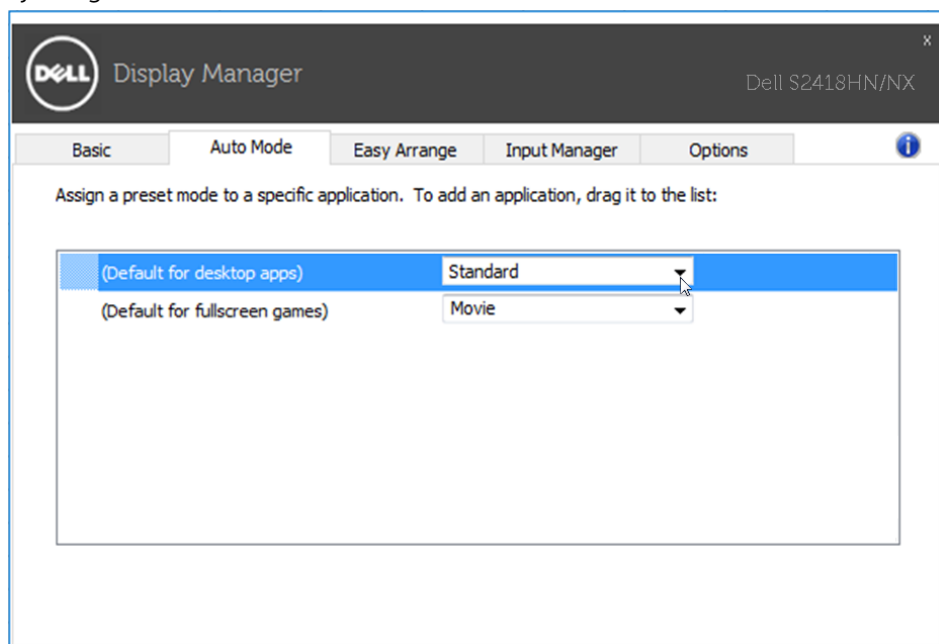 DELL
Display Manager
x
Dell S2418HN/NX
Basic
Auto Mode
Easy Arrange
Input Manager
Options
i
Assign a preset mode to a specific application. To add an application, drag it to the list:
(Default for desktop apps)
Standard
(Default for fullscreen games)
Movie